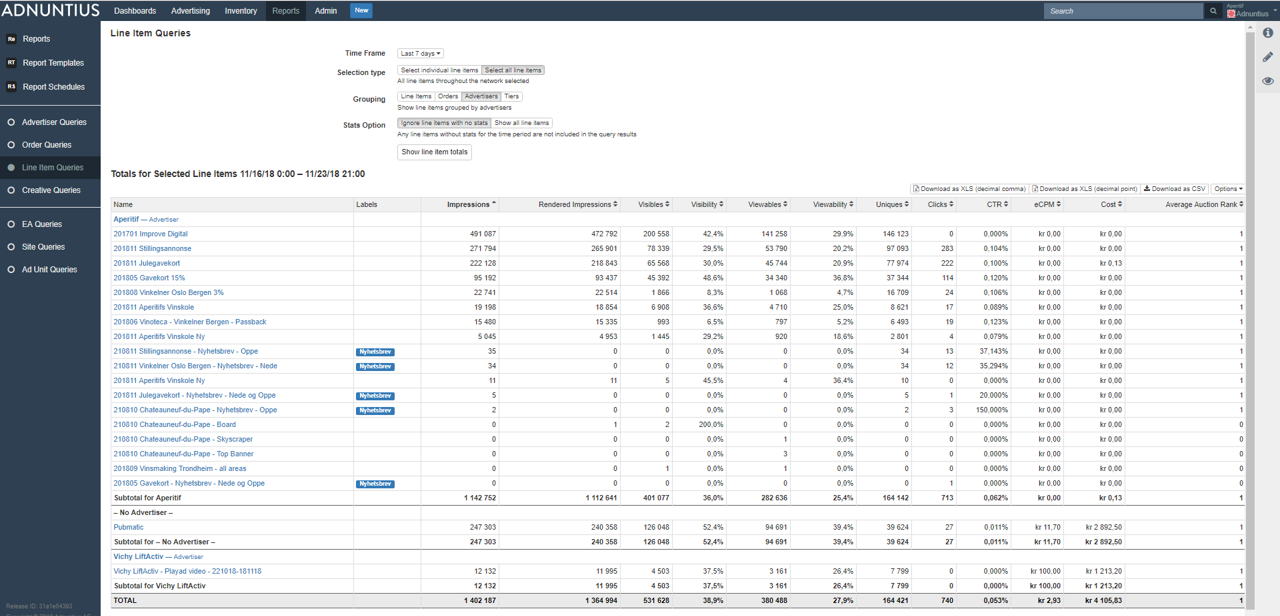 ADNUNTIUS Dashboards Advertising Inventory Reports Admin New Search Aperitif Adnuntius
Re Reports
RT Report Templates
RS Report Schedules
Advertiser Queries
Order Queries
Line Item Queries
Creative Queries
EA Queries
Site Queries
Ad Unit Queries
Line Item Queries
Time Frame Last 7 days
Selection type Select individual line items Select all line items
All line items throughout the network selected
Grouping Line Items Orders Advertisers Tiers
Show line items grouped by advertisers
Stats Option Ignore line items with no stats Show all line items
Any line items without stats for the time period are not included in the query results
Show line item totals
Totals for Selected Line Items 11/16/18 0:00 – 11/23/18 21:00
Download as XLS (decimal comma) Download as XLS (decimal point) Download as CSV Options
Name Labels Impressions Rendered Impressions Visibles Visibility Viewables Viewability Uniques Clicks CTR eCPM Cost Average Auction Rank
Aperitif — Advertiser
201701 Improve Digital 491 087 472 792 200 558 42,4% 141 258 29,9% 146 123 0 0,000% kr 0,00 kr 0,00 1
201811 Stillingsannonse 271 794 265 901 78 339 29,5% 53 790 20,2% 97 093 283 0,104% kr 0,00 kr 0,00 1
201811 Julegavekort 222 128 218 843 65 568 30,0% 45 744 20,9% 77 974 222 0,100% kr 0,00 kr 0,13 1
201805 Gavekort 15% 95 192 93 437 45 392 48,6% 34 340 36,8% 37 344 114 0,120% kr 0,00 kr 0,00 1
201808 Vinkelner Oslo Bergen 3% 22 741 22 514 1 866 8,3% 1 068 4,7% 16 709 24 0,106% kr 0,00 kr 0,00 1
201811 Aperitifs Vinskole 19 198 18 854 6 908 36,6% 4 710 25,0% 8 621 17 0,089% kr 0,00 kr 0,00 1
201806 Vinoteca - Vinkelner Bergen - Passback 15 480 15 335 993 6,5% 797 5,2% 6 493 19 0,123% kr 0,00 kr 0,00 1
201811 Aperitifs Vinskole Ny 5 045 4 953 1 445 29,2% 920 18,6% 2 801 4 0,079% kr 0,00 kr 0,00 1
210811 Stillingsannonse - Nyhetsbrev - Oppe Nyhetsbrev 35 0 0 0,0% 0 0,0% 34 13 37,143% kr 0,00 kr 0,00 1
210811 Vinkelner Oslo Bergen - Nyhetsbrev - Nede Nyhetsbrev 34 0 0 0,0% 0 0,0% 34 12 35,294% kr 0,00 kr 0,00 1
201811 Aperitifs Vinskole Ny 11 11 5 45,5% 4 36,4% 10 0 0,000% kr 0,00 kr 0,00 1
201811 Julegavekort - Nyhetsbrev - Nede og Oppe Nyhetsbrev 5 0 0 0,0% 0 0,0% 5 1 20,000% kr 0,00 kr 0,00 1
210810 Chateauneuf-du-Pape - Nyhetsbrev - Oppe Nyhetsbrev 2 0 0 0,0% 0 0,0% 2 3 150,000% kr 0,00 kr 0,00 1
210810 Chateauneuf-du-Pape - Board 0 1 2 200,0% 0 0,0% 0 0 0,000% kr 0,00 kr 0,00 0
210810 Chateauneuf-du-Pape - Skyscraper 0 0 0 0,0% 1 0,0% 0 0 0,000% kr 0,00 kr 0,00 0
210810 Chateauneuf-du-Pape - Top Banner 0 0 0 0,0% 3 0,0% 0 0 0,000% kr 0,00 kr 0,00 0
201809 Vinsmaking Trondheim - all areas 0 0 1 0,0% 1 0,0% 0 0 0,000% kr 0,00 kr 0,00 0
201805 Gavekort - Nyhetsbrev - Nede og Oppe Nyhetsbrev 0 0 0 0,0% 0 0,0% 0 1 0,000% kr 0,00 kr 0,00 0
Subtotal for Aperitif 1 142 752 1 112 641 401 077 36,0% 282 636 25,4% 164 142 713 0,062% kr 0,00 kr 0,13 1
– No Advertiser –
Pubmatic 247 303 240 358 126 048 52,4% 94 691 39,4% 39 624 27 0,011% kr 11,70 kr 2 892,50 1
Subtotal for – No Advertiser – 247 303 240 358 126 048 52,4% 94 691 39,4% 39 624 27 0,011% kr 11,70 kr 2 892,50 1
Vichy LiftActiv — Advertiser
Vichy LiftActiv - Playad video - 221018-181118 12 132 11 995 4 503 37,5% 3 161 26,4% 7 799 0 0,000% kr 100,00 kr 1 213,20 1
Subtotal for Vichy LiftActiv 12 132 11 995 4 503 37,5% 3 161 26,4% 7 799 0 0,000% kr 100,00 kr 1 213,20 1
TOTAL 1 402 187 1 364 994 531 628 38,9% 380 488 27,9% 164 421 740 0,053% kr 2,93 kr 4 105,83 1
Release ID: